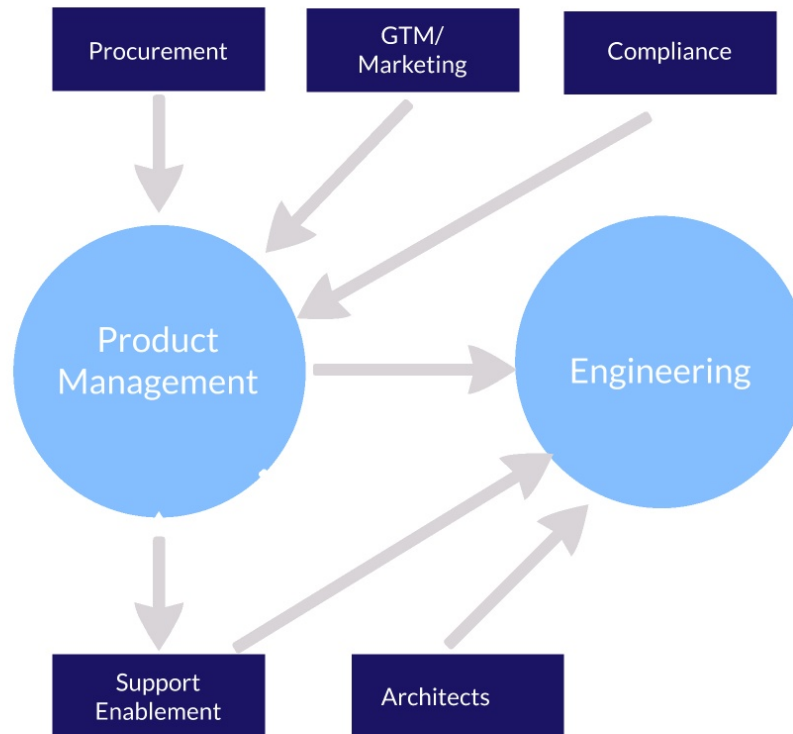 Procurement
GTM/
Marketing
Compliance
Product
Management
Engineering
Support
Enablement
Architects